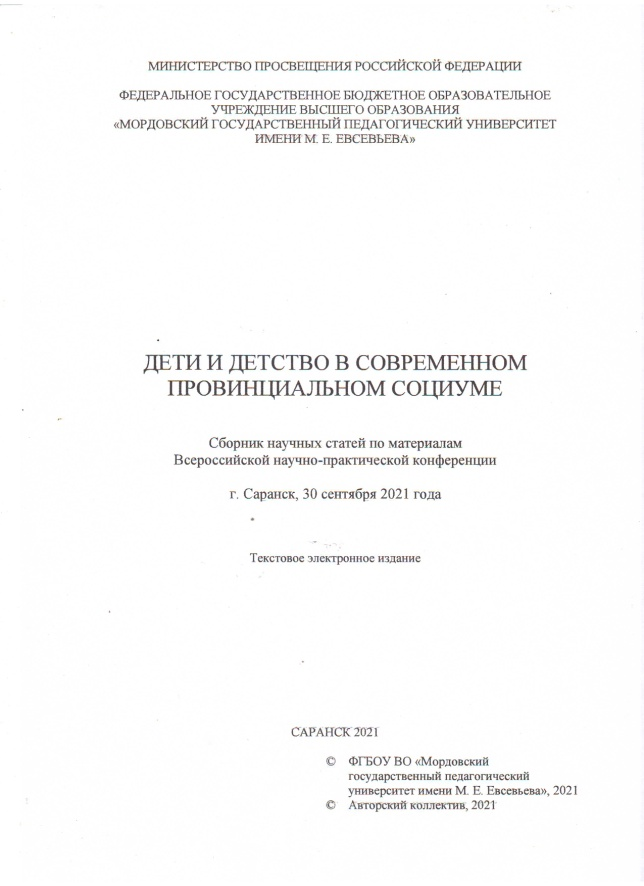 МИНИСТЕРСТВО ПРОСВЕЩЕНИЯ РОССИЙСКОЙ ФЕДЕРАЦИИ
ФЕДЕРАЛЬНОЕ ГОСУДАРСТВЕННОЕ БЮДЖЕТНОЕ ОБРАЗОВАТЕЛЬНОЕ
УЧРЕЖДЕНИЕ ВЫСШЕГО ОБРАЗОВАНИЯ
«МОРДОВСКИЙ ГОСУДАРСТВЕННЫЙ ПЕДАГОГИЧЕСКИЙ УНИВЕРСИТЕТ
ИМЕНИ М. Е. ЕВСЕВЬЕВА»
ДЕТИ И ДЕТСТВО В СОВРЕМЕННОМ
ПРОВИНЦИАЛЬНОМ СОЦИУМЕ
Сборник научных статей по материалам
Всероссийской научно-практической конференции
г. Саранск, 30 сентября 2021 года
Текстовое электронное издание
САРАНСК 2021
© ФГБОУ ВО «Мордовский
государственный педагогический
университет имени М. Е. Евсевьева», 2021
© Авторский коллектив, 2021